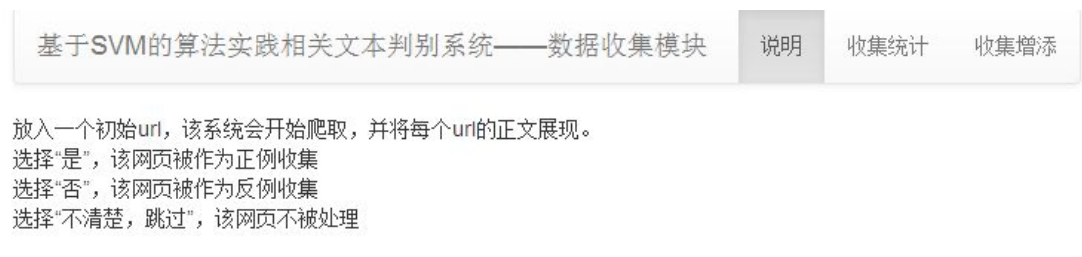 基于SVM的算法实践相关文本判别系统——数据收集模块 说明 收集统计 收集增添
放入一个初始url，该系统会开始爬取，并将每个url的正文展现。
选择“是”，该网页被作为正例收集
选择“否”，该网页被作为反例收集
选择“不清楚，跳过”，该网页不被处理